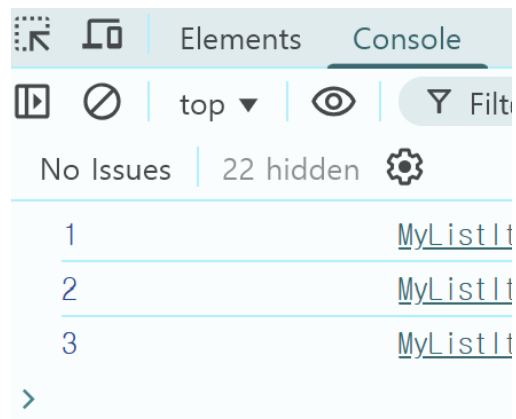 Elements Console
top Filt
No Issues 22 hidden
1 MyListIt
2 MyListIt
3 MyListIt